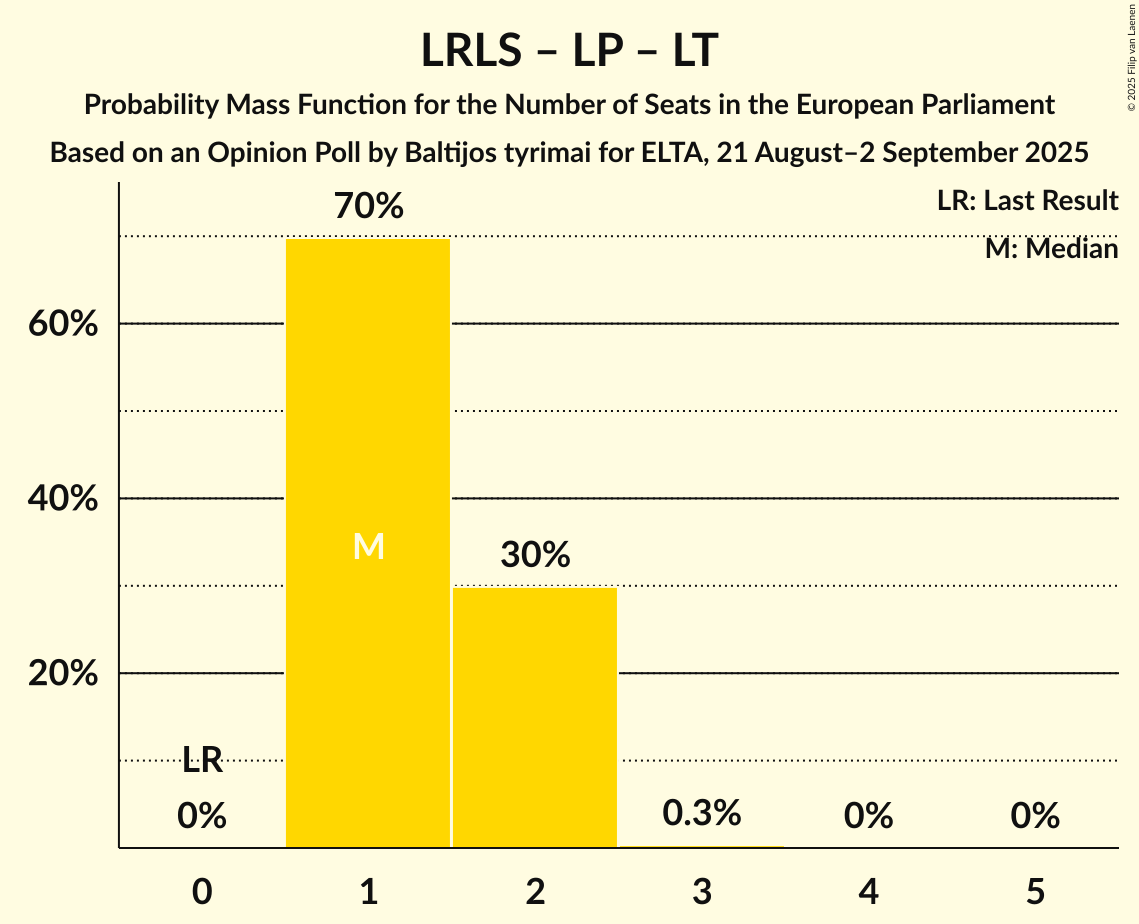 LRLS – LP – LT
Probability Mass Function for the Number of Seats in the European Parliament
Based on an Opinion Poll by Baltijos tyrimai for ELTA, 21 August–2 September 2025
© 2025 Filip van Laenen
LR: Last Result
M: Median
70%
60%
40%
M
30%
20%
LR
0%
0.3%
0%
0%
0 1 2 3 4 5